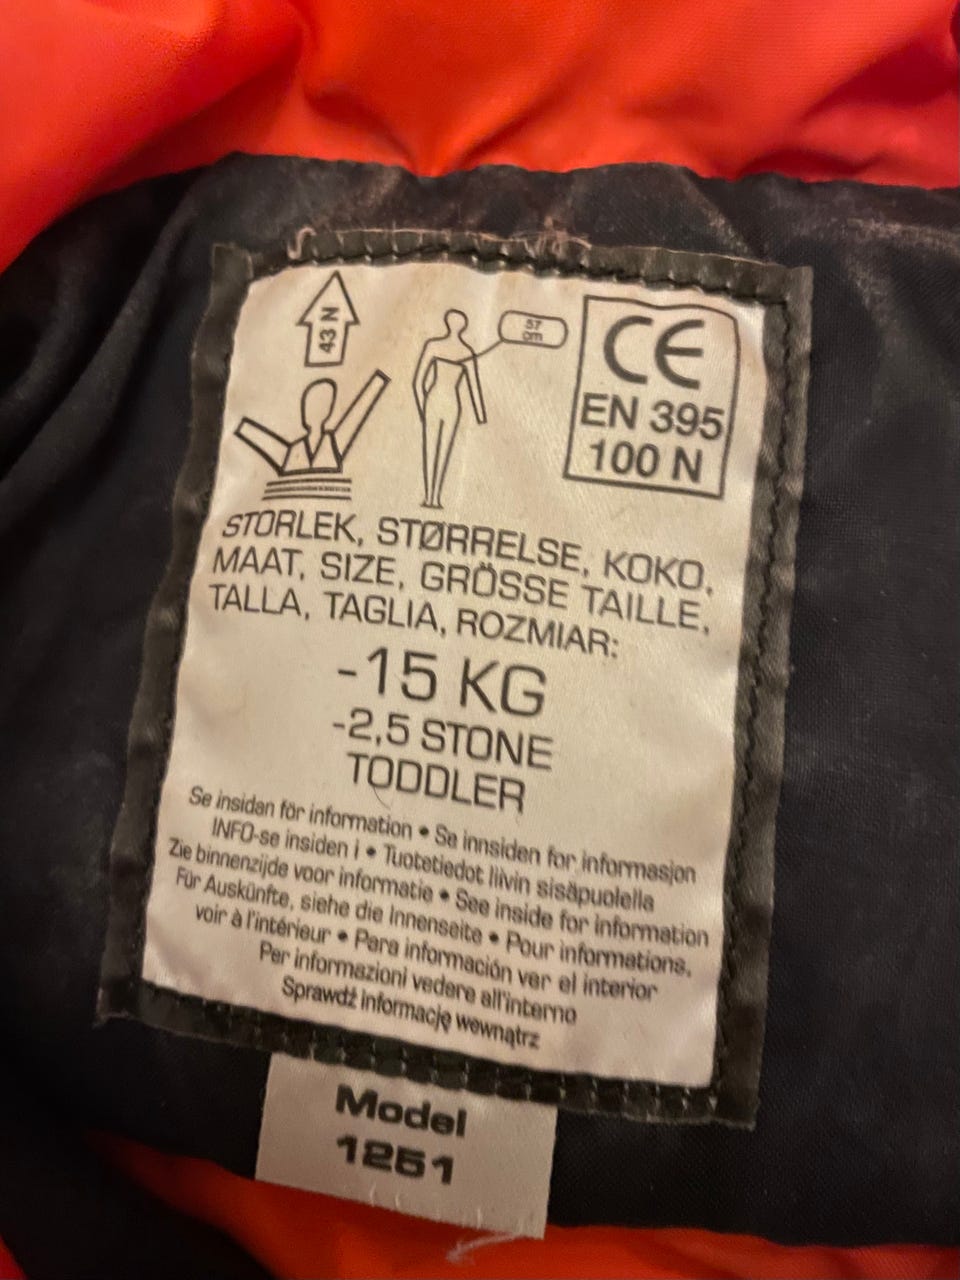 43 N
57
cm
CE
EN 395
100 N
STORLEK, STØRRELSE, KOKO,
MAAT, SIZE, GRÖSSE TAILLE,
TALLA, TAGLIA, ROZMIAR:
-15 KG
-2,5 STONE
TODDLER
Se insidan för information • Se innsiden for informasjon
INFO-se insiden i • Tuotetiedot liivin sisäpuolella
Zie binnenzijde voor informatie • See inside for information
Für Auskünfte, siehe die Innenseite • Pour informations,
voir à l'intérieur • Para información ver el interior
Per informazioni vedere all'interno
Sprawdź informację wewnątrz
Model
1251